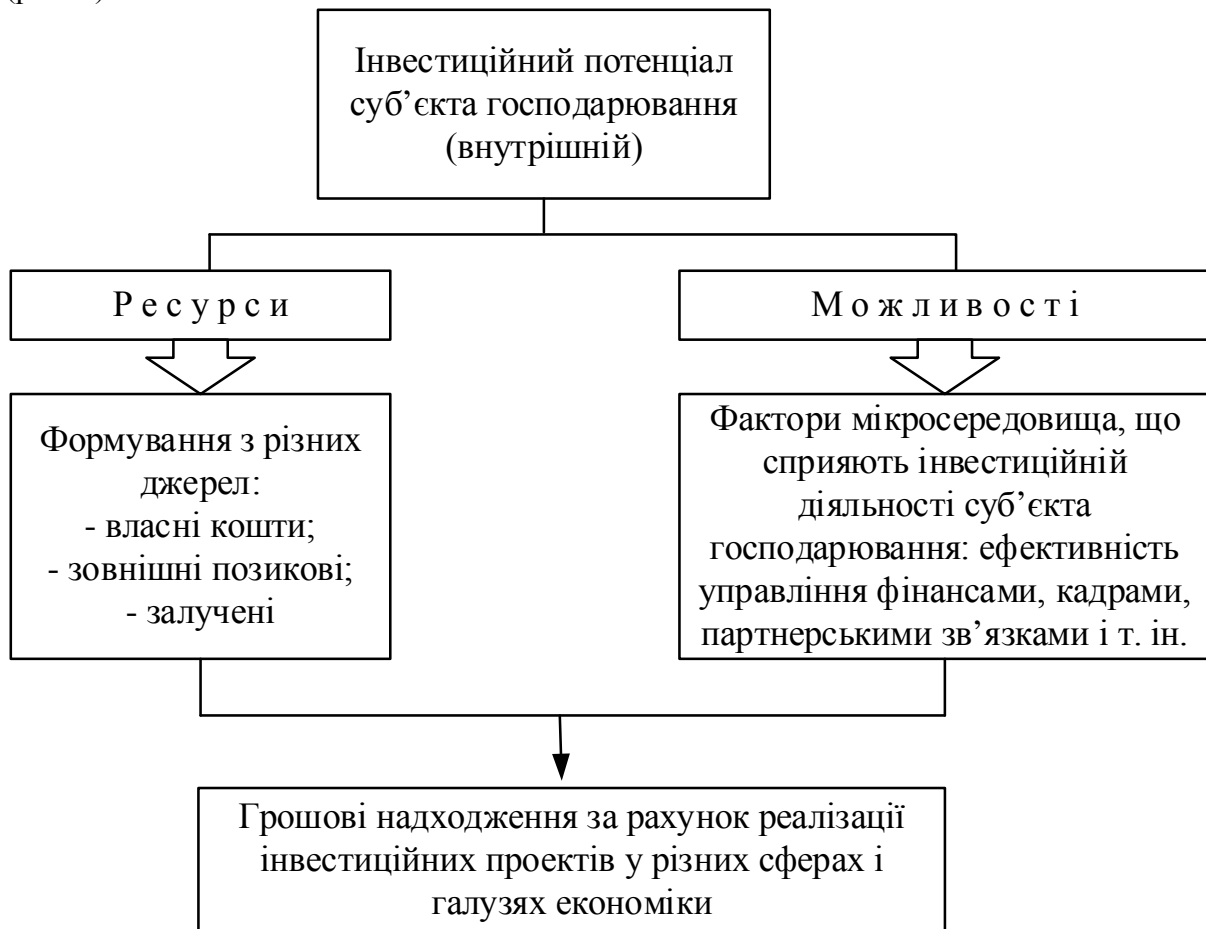 Інвестиційний потенціал
суб’єкта господарювання
(внутрішній)
Р е с у р с и
М о ж л и в о с т і
Формування з різних
джерел:
- власні кошти;
- зовнішні позикові;
- залучені
Фактори мікросередовища, що
сприяють інвестиційній
діяльності суб’єкта
господарювання: ефективність
управління фінансами, кадрами,
партнерськими зв’язками і т. ін.
Грошові надходження за рахунок реалізації
інвестиційних проектів у різних сферах і
галузях економіки